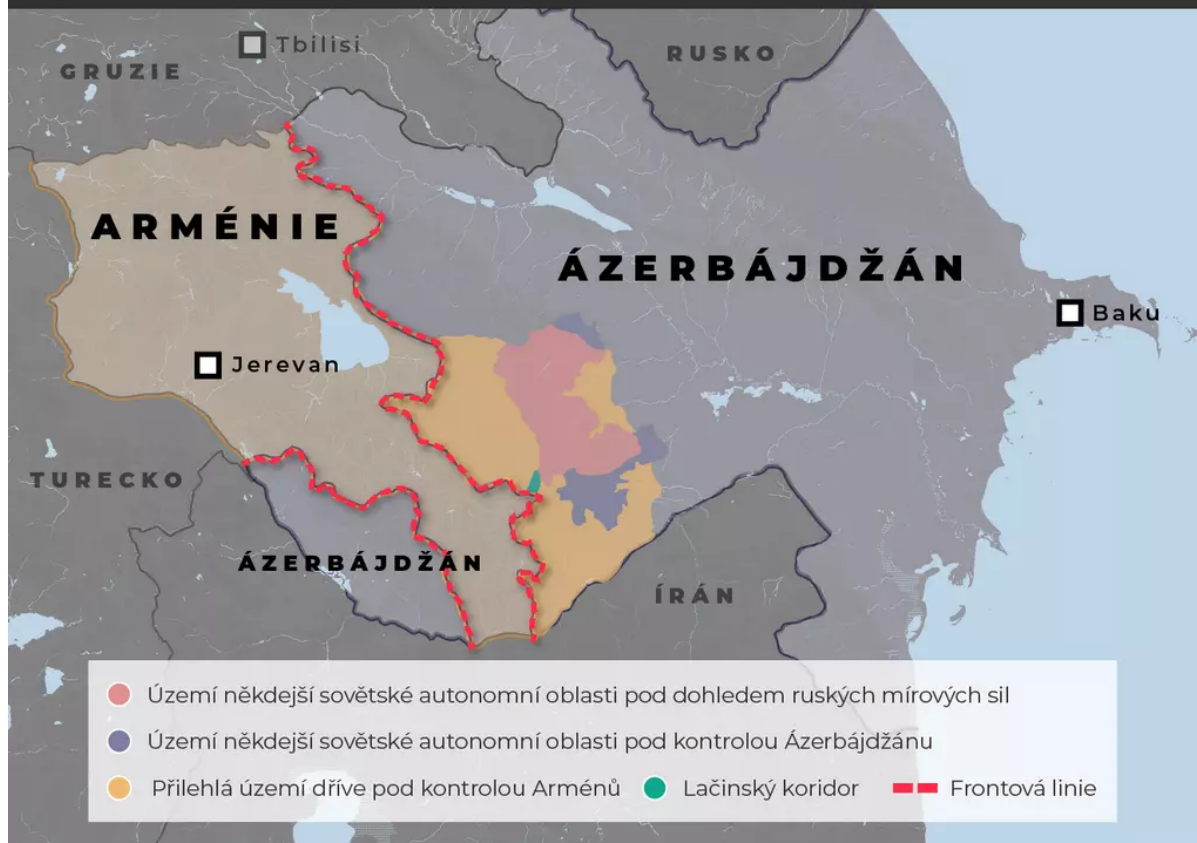 Tbilisi
GRUZIE
RUSKO
ARMÉNIE
ÁZERBÁJDŽÁN
Baku
Jerevan
TURECKO
ÁZERBÁJDŽÁN
ÍRÁN
Území někdejší sovětské autonomní oblasti pod dohledem ruských mírových sil
Území někdejší sovětské autonomní oblasti pod kontrolou Ázerbájdžánu
Přilehlá území dříve pod kontrolou Arménů Lačinský koridor Frontová linie